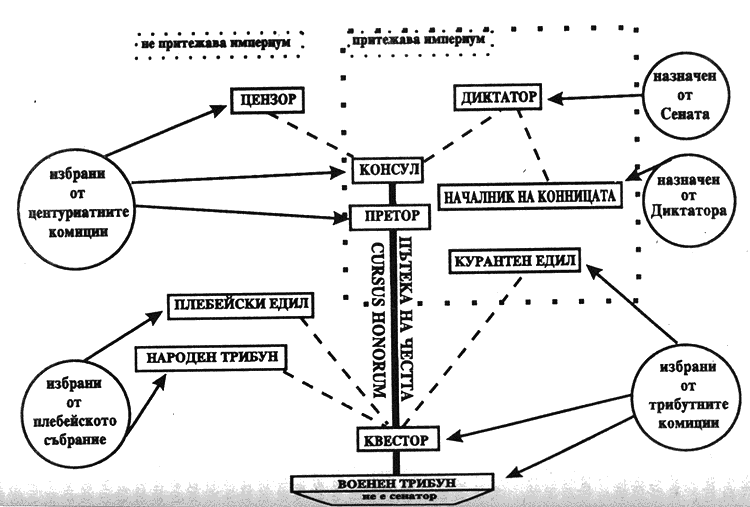 не притежава империум
притежава империум
ЦЕНЗОР
ДИКТАТОР
назначен
от
Сената
избрани
от
центуриатните
комиции
КОНСУЛ
НАЧАЛНИК НА КОННИЦАТА
назначен
от
Диктатора
ПРЕТОР
ПЪТЕКА НА ЧЕСТТА
CURSUS HONORUM
КУРАНТЕН ЕДИЛ
ПЛЕБЕЙСКИ ЕДИЛ
НАРОДЕН ТРИБУН
избрани
от
плебейското
събрание
избрани
от
трибутните
комиции
КВЕСТОР
ВОЕНЕН ТРИБУН
не е сенатор